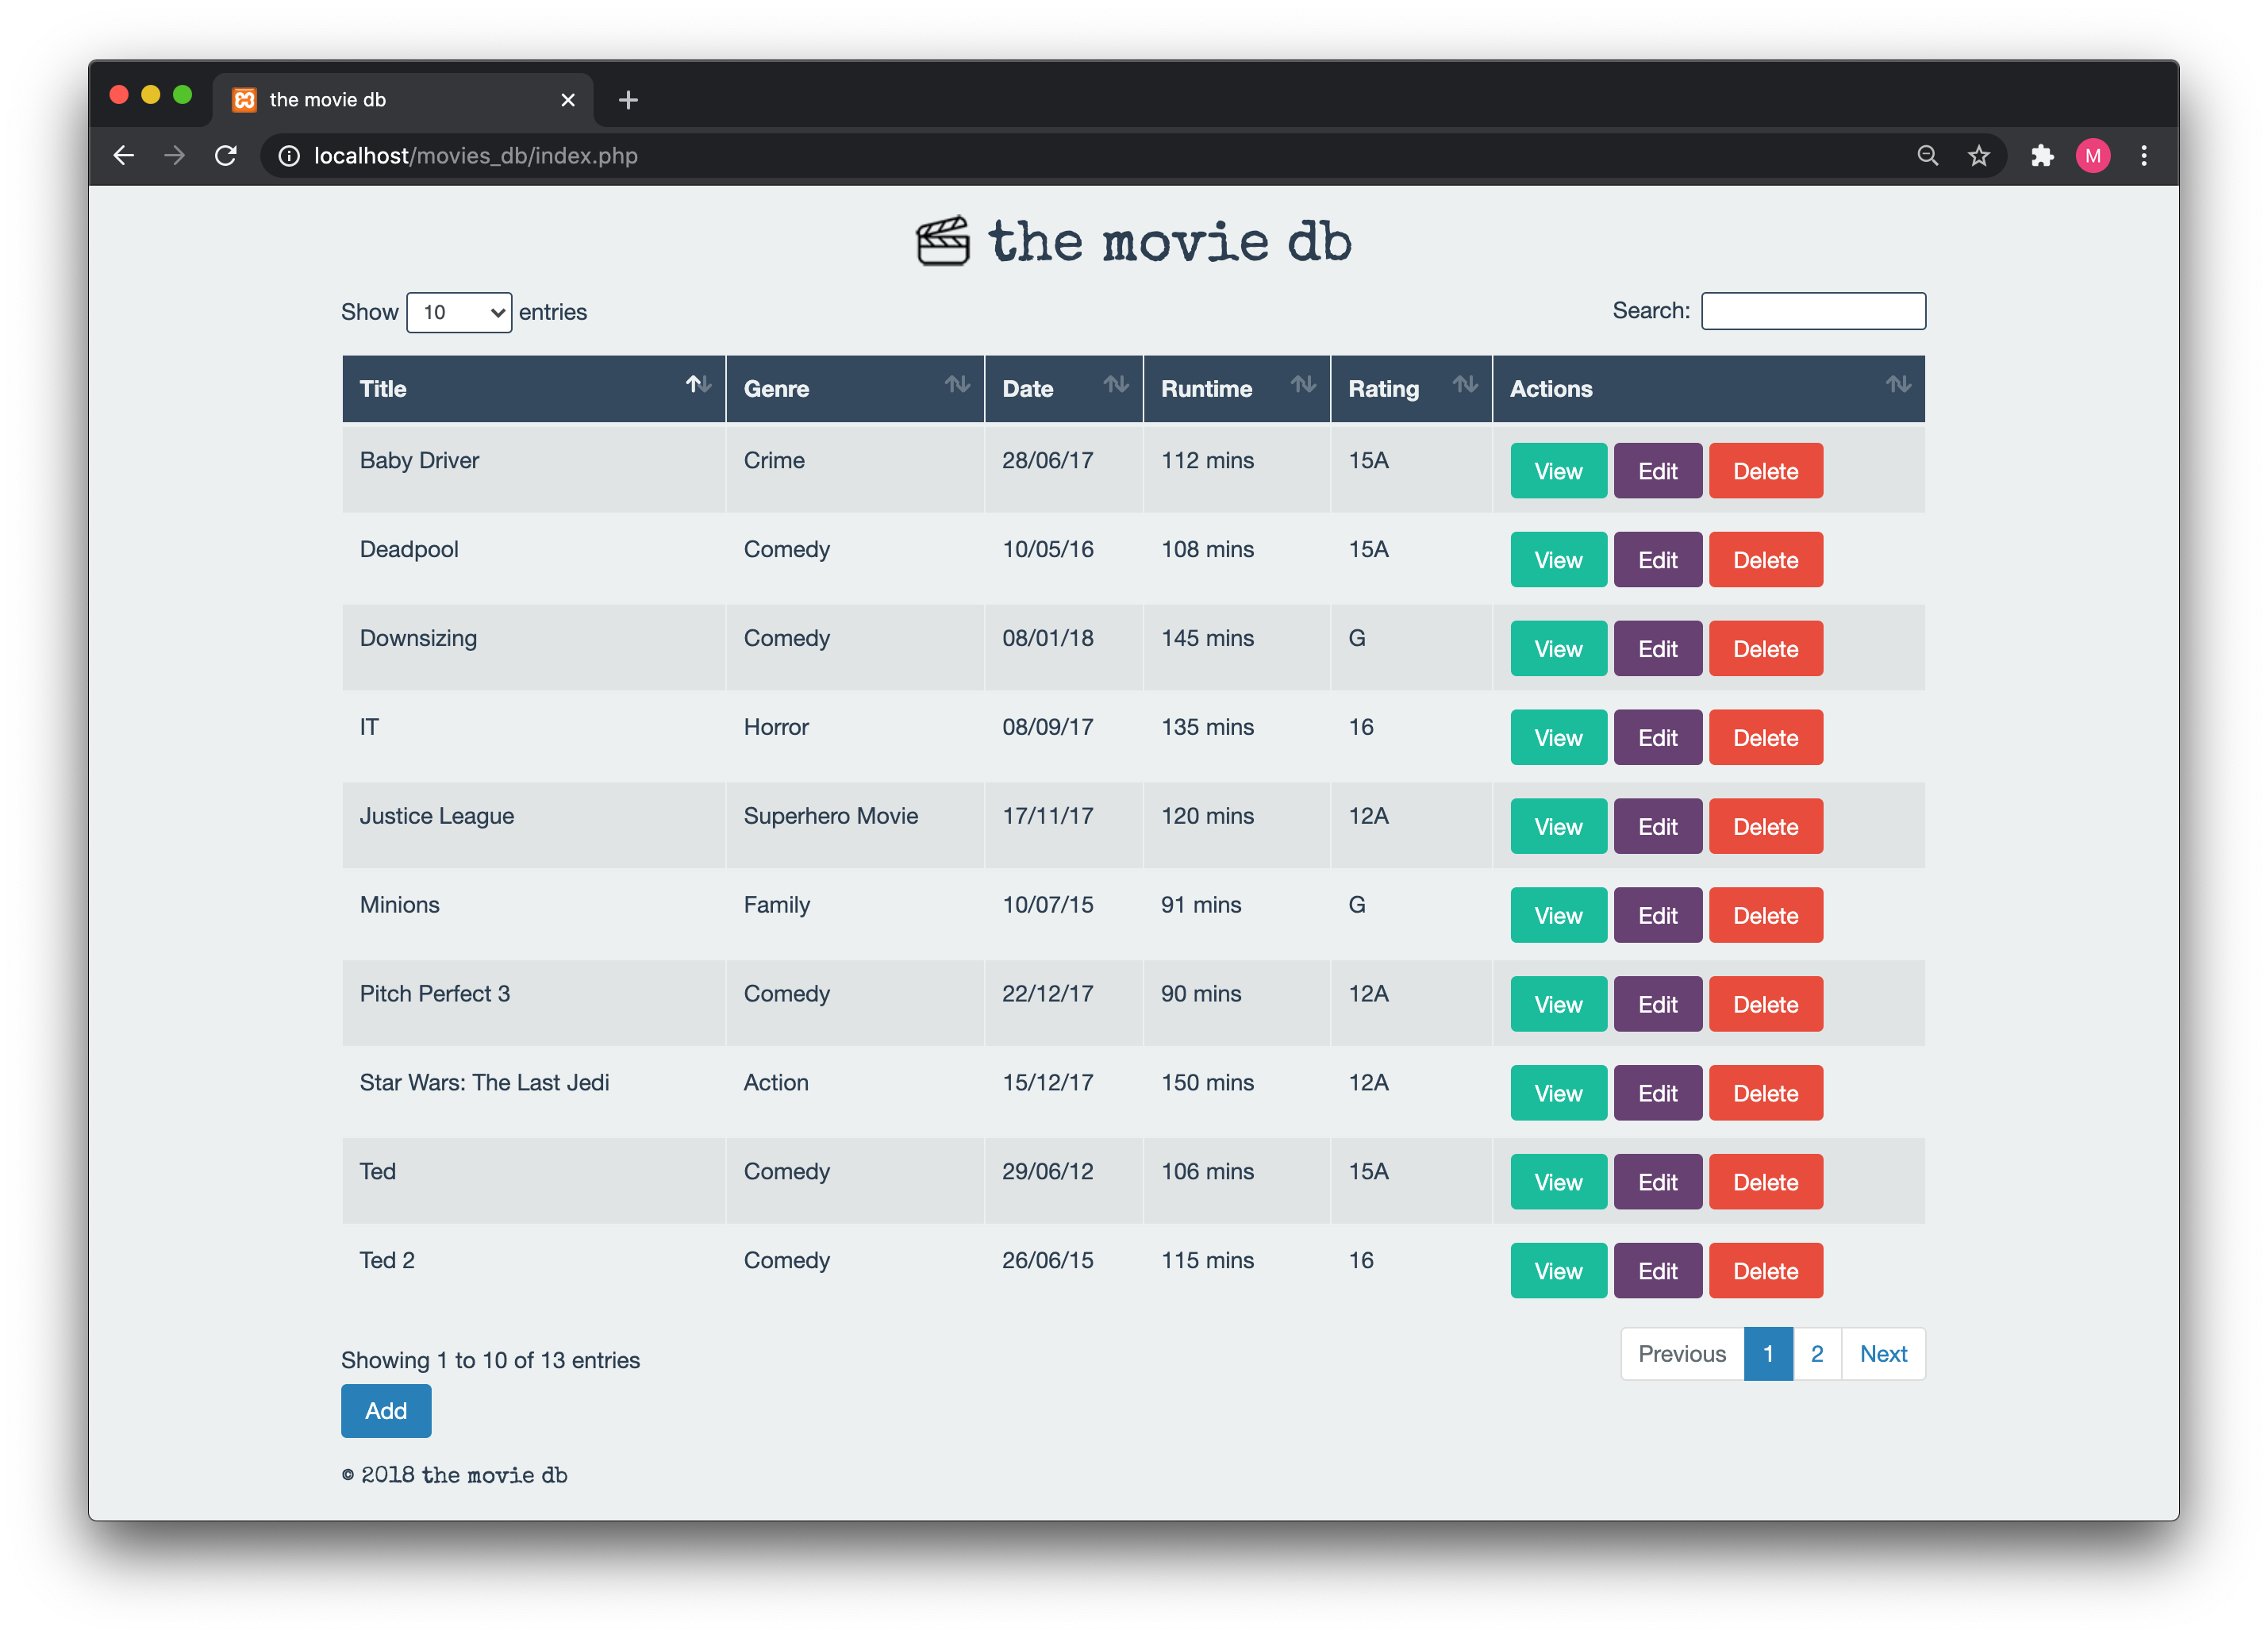 the movie db
localhost/movies_db/index.php
M
the movie db
Show 10 entries
Search:
Title Genre Date Runtime Rating Actions
Baby Driver Crime 28/06/17 112 mins 15A View Edit Delete
Deadpool Comedy 10/05/16 108 mins 15A View Edit Delete
Downsizing Comedy 08/01/18 145 mins G View Edit Delete
IT Horror 08/09/17 135 mins 16 View Edit Delete
Justice League Superhero Movie 17/11/17 120 mins 12A View Edit Delete
Minions Family 10/07/15 91 mins G View Edit Delete
Pitch Perfect 3 Comedy 22/12/17 90 mins 12A View Edit Delete
Star Wars: The Last Jedi Action 15/12/17 150 mins 12A View Edit Delete
Ted Comedy 29/06/12 106 mins 15A View Edit Delete
Ted 2 Comedy 26/06/15 115 mins 16 View Edit Delete
Showing 1 to 10 of 13 entries
Previous 1 2 Next
Add
© 2018 the movie db